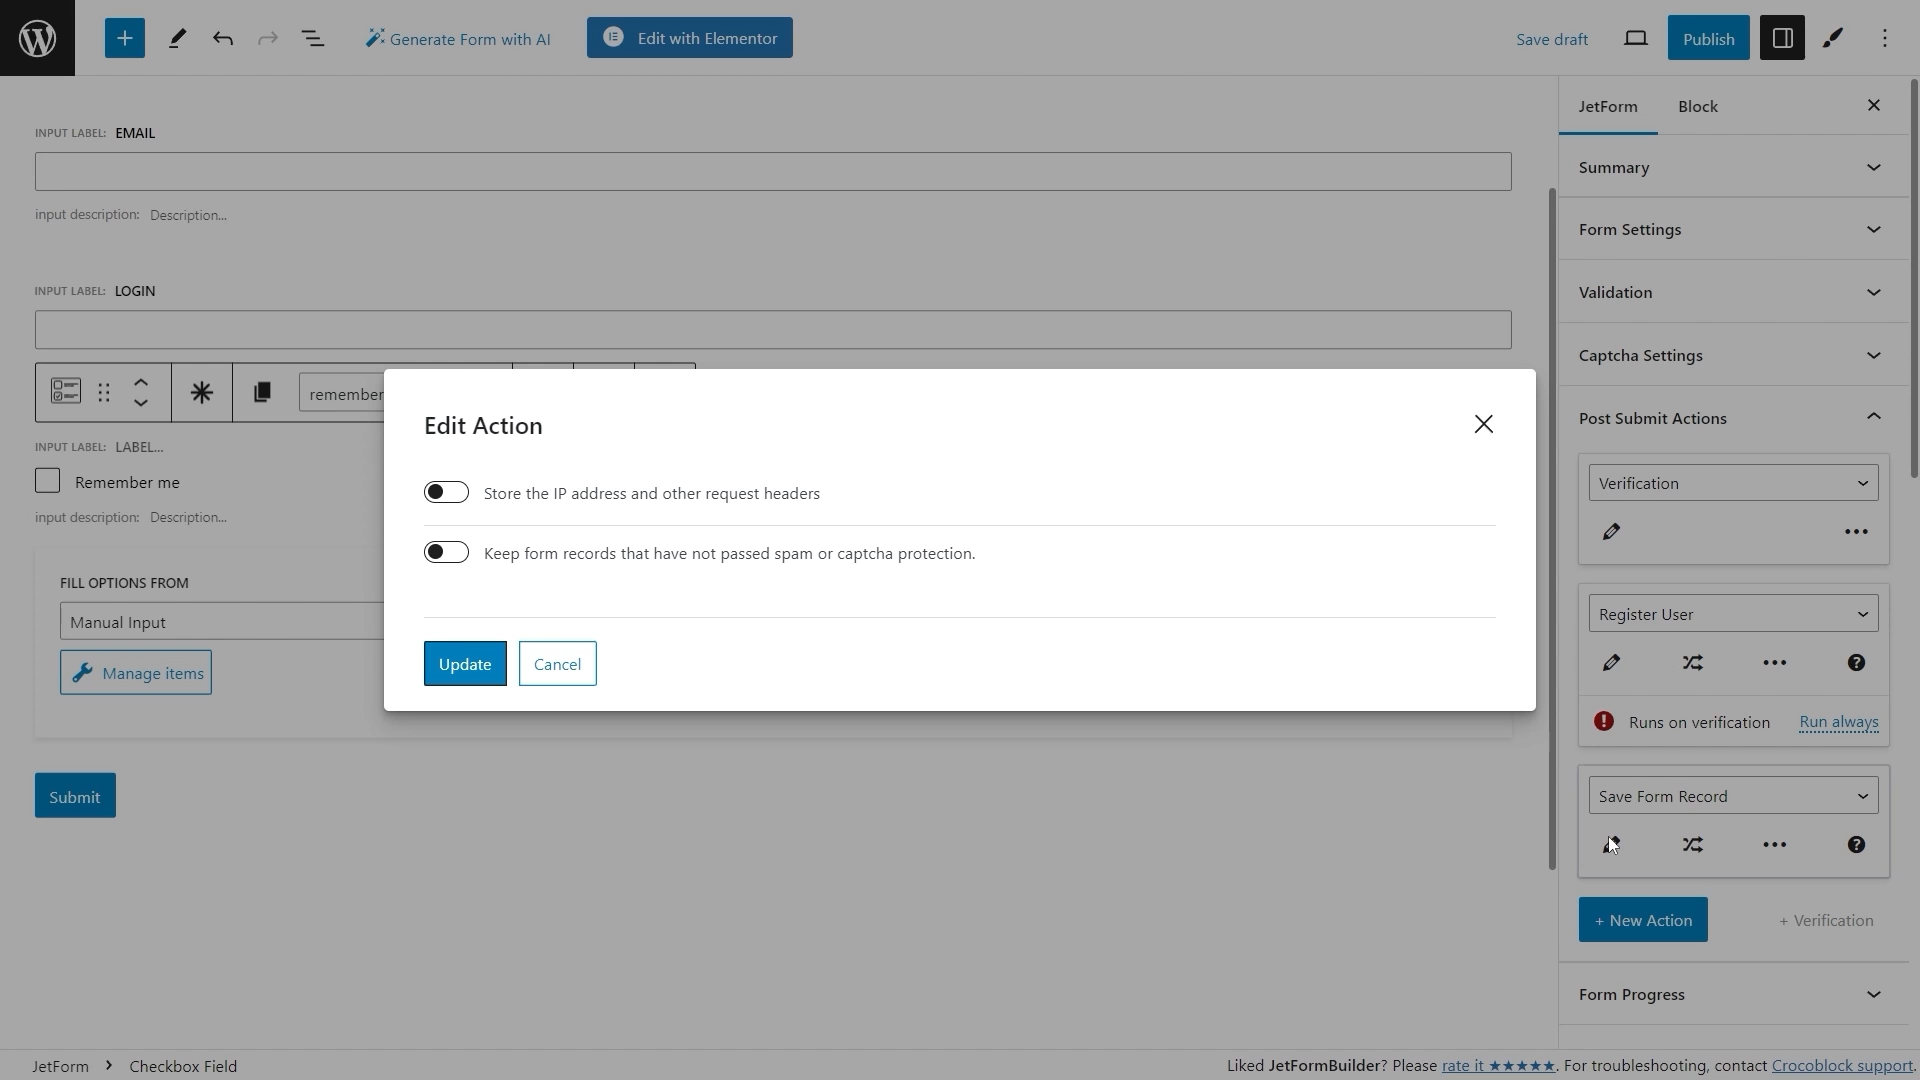 Generate Form with AI
Edit with Elementor
Save draft
Publish
INPUT LABEL: EMAIL
input description: Description...
INPUT LABEL: LOGIN
remember
INPUT LABEL: LABEL...
Remember me
input description: Description...
FILL OPTIONS FROM
Manual Input
Manage items
Submit
Edit Action
Store the IP address and other request headers
Keep form records that have not passed spam or captcha protection.
Update
Cancel
JetForm
Block
Summary
Form Settings
Validation
Captcha Settings
Post Submit Actions
Verification
Register User
Runs on verification
Run always
Save Form Record
+ New Action
+ Verification
Form Progress
JetForm > Checkbox Field
Liked JetFormBuilder? Please rate it ★★★★★. For troubleshooting, contact Crocoblock support.